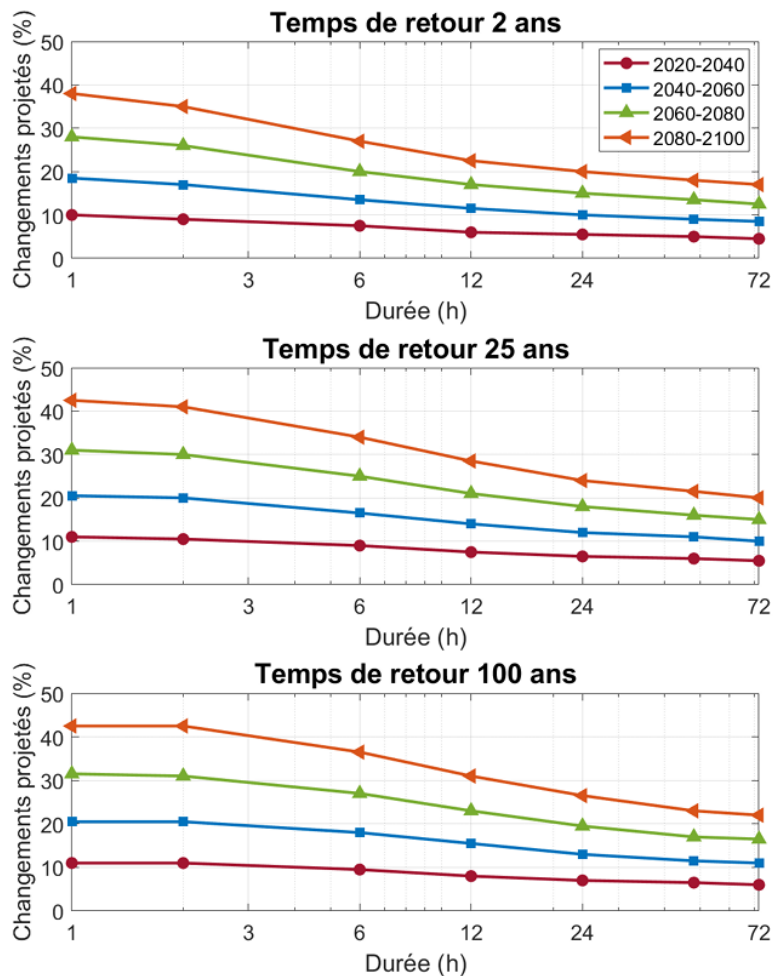 Temps de retour 2 ans
Changements projetés (%)
50
40
30
20
10
0
2020-2040
2040-2060
2060-2080
2080-2100
1 3 6 12 24 72
Durée (h)
Temps de retour 25 ans
Changements projetés (%)
50
40
30
20
10
0
1 3 6 12 24 72
Durée (h)
Temps de retour 100 ans
Changements projetés (%)
50
40
30
20
10
0
1 3 6 12 24 72
Durée (h)